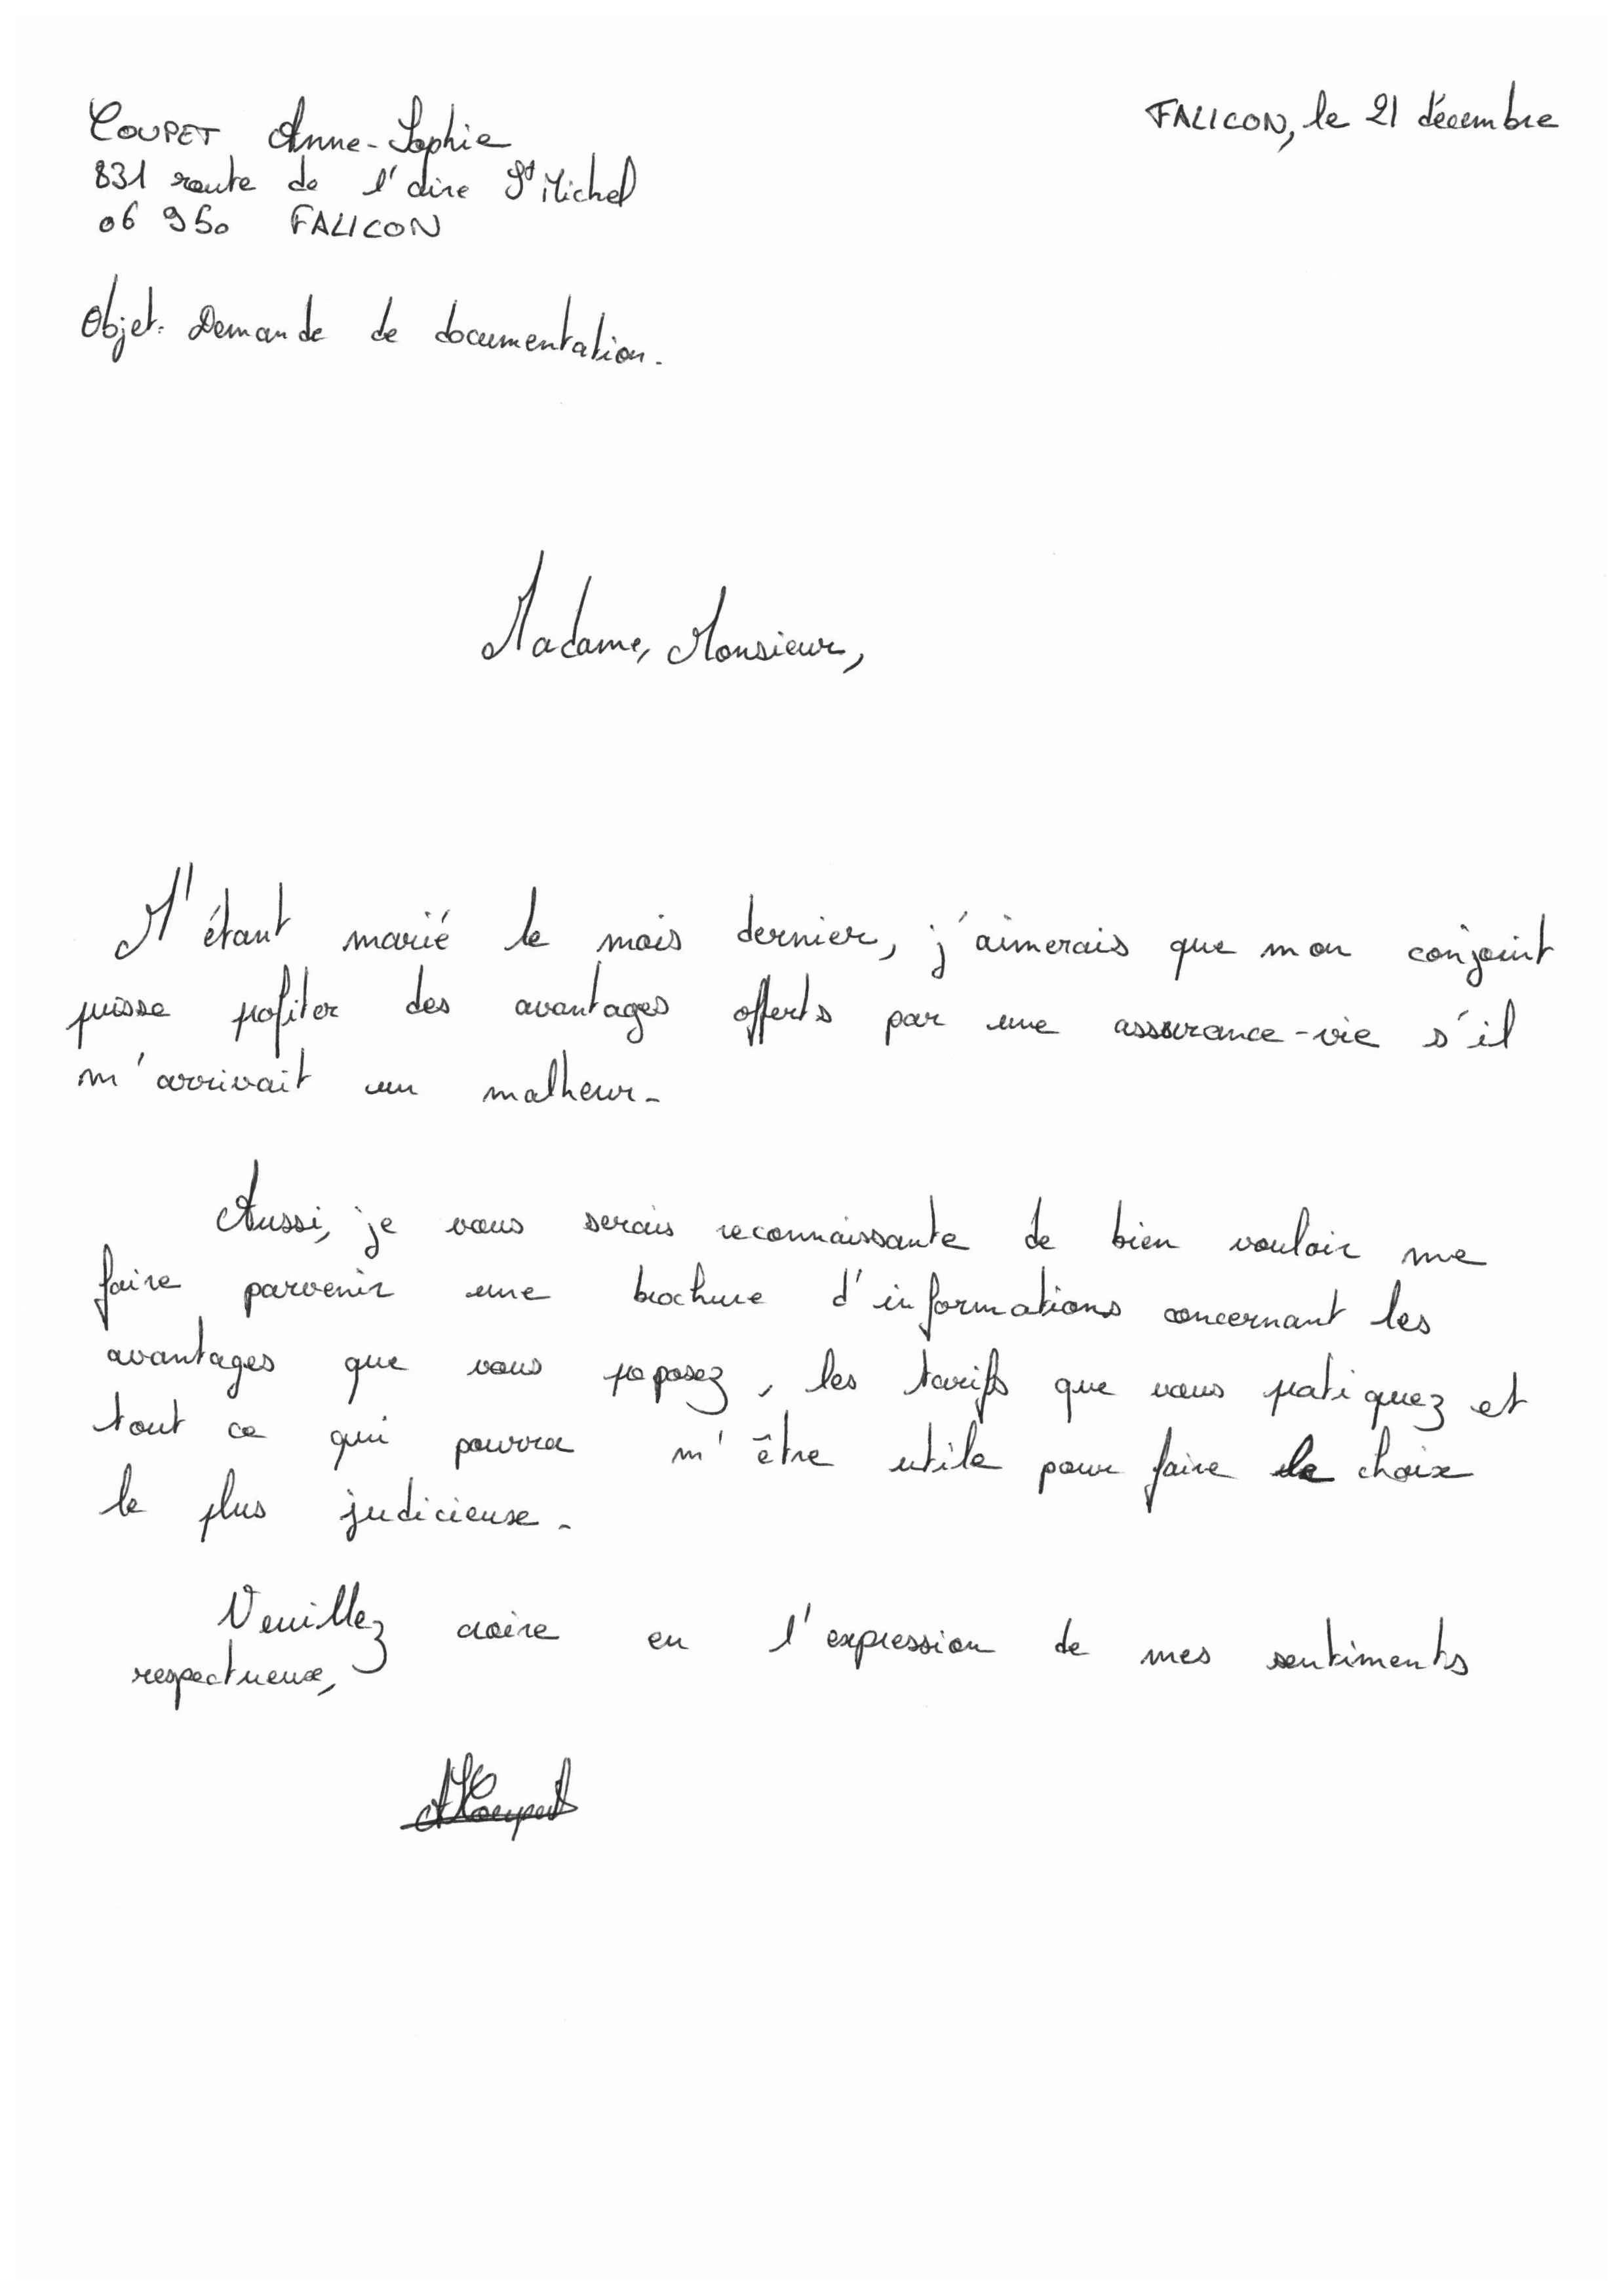 COUPET Anne-Sophie
FALICON, le 21 décembre
831 route de l'aire St Michel
06 950 FALICON
Objet: Demande de documentation.
Madame, Monsieur,
M'étant marié le mois dernier, j'aimerais que mon conjoint
puisse profiter des avantages offerts par une assurance-vie s'il
m'arrivait un malheur.
Aussi, je vous serais reconnaissante de bien vouloir me
faire parvenir une brochure d'informations concernant les
avantages que vous proposez, les tarifs que vous pratiquez et
tout ce qui pourra m'être utile pour faire le choix
le plus judicieuse.
Veuillez croire en l'expression de mes sentiments
respectueux,
ASCoupet